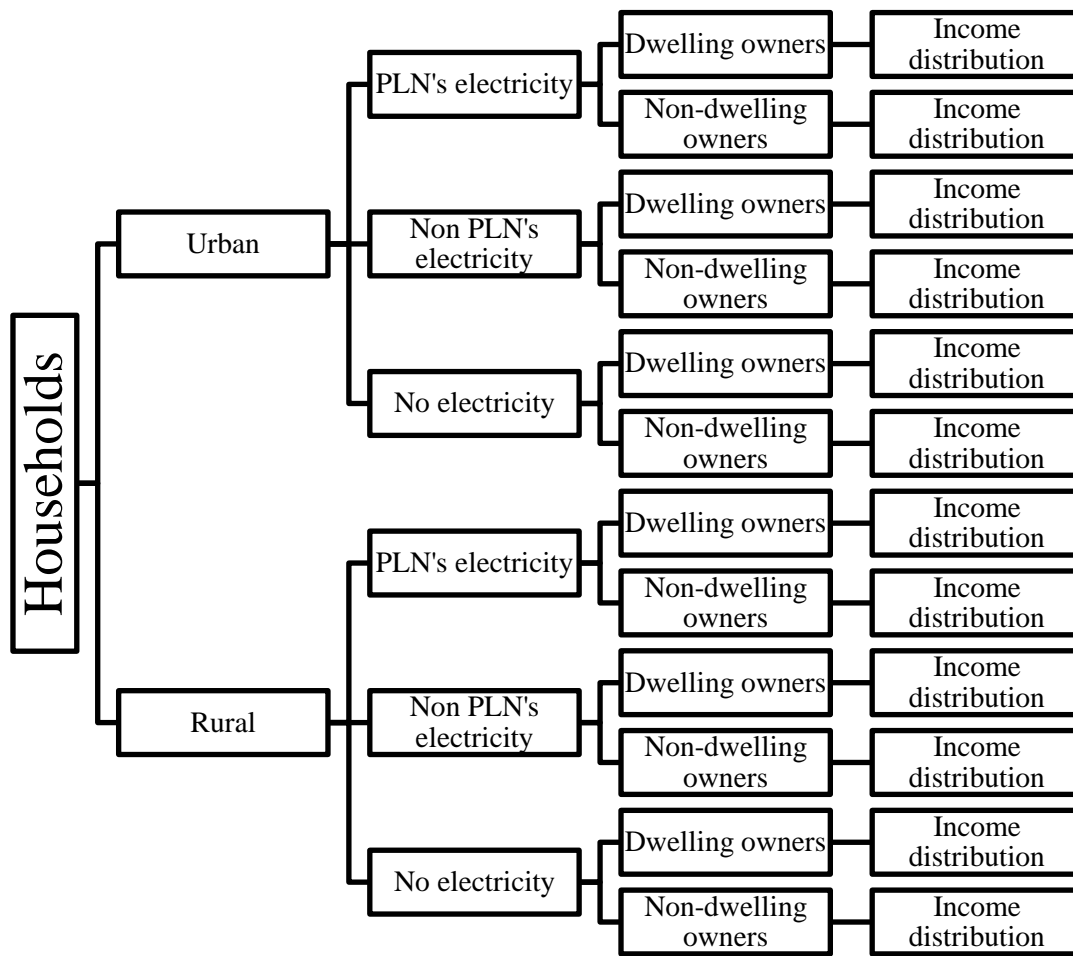 Households
Urban
PLN's electricity
Dwelling owners
Income
distribution
Non-dwelling
owners
Income
distribution
Non PLN's
electricity
Dwelling owners
Income
distribution
Non-dwelling
owners
Income
distribution
No electricity
Dwelling owners
Income
distribution
Non-dwelling
owners
Income
distribution
Rural
PLN's electricity
Dwelling owners
Income
distribution
Non-dwelling
owners
Income
distribution
Non PLN's
electricity
Dwelling owners
Income
distribution
Non-dwelling
owners
Income
distribution
No electricity
Dwelling owners
Income
distribution
Non-dwelling
owners
Income
distribution